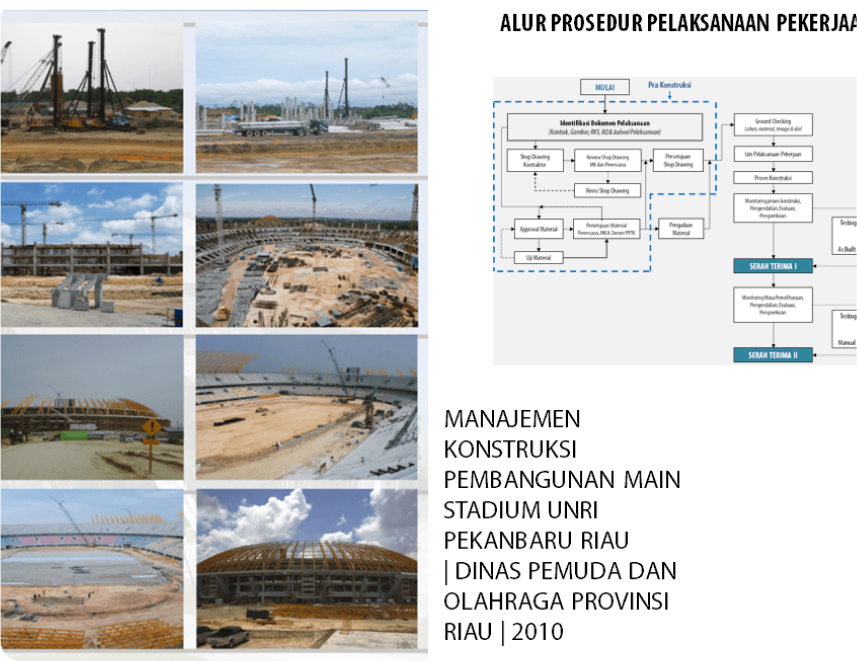 ALUR PROSEDUR PELAKSANAAN PEKERJAA
MULAI
Pra Konstruksi
Identifikasi Dokumen Pelaksanaan
(Kontrak, Gambar, RKS, BQ & Jadwal Pelaksanaan)
Shop Drawing
Kontraktor
Review Shop Drawing
MK dan Perencana
Persetujuan
Shop Drawing
Revisi Shop Drawing
Approval Material
Persetujuan Material
Perencana, MK & Owner/PPTK
Pengadaan
Material
Uji Material
Ground Checking
Lahan, material, tenaga & alat
Ijin Pelaksanaan Pekerjaan
Proses Konstruksi
Monitoring proses konstruksi,
Pengendalian, Evaluasi,
Pengawasan
Testing
As Built
SERAH TERIMA I
Monitoring Masa Pemeliharaan,
Pengendalian, Evaluasi,
Testing
Manual
SERAH TERIMA II
MANAJEMEN
KONSTRUKSI
PEMBANGUNAN MAIN
STADIUM UNRI
PEKANBARU RIAU
| DINAS PEMUDA DAN
OLAHRAGA PROVINSI
RIAU | 2010